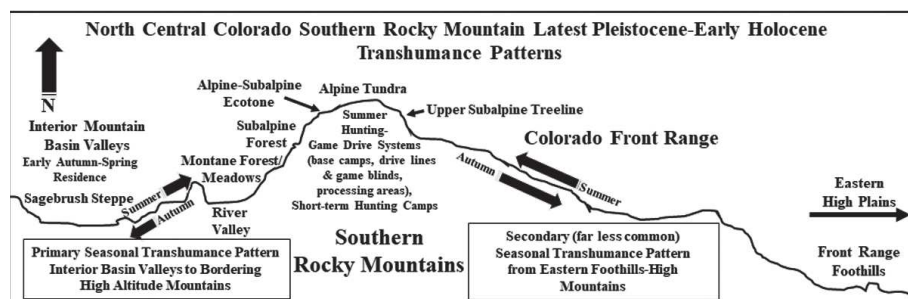 North Central Colorado Southern Rocky Mountain Latest Pleistocene-Early Holocene
Transhumance Patterns
N
Interior Mountain
Basin Valleys
Early Autumn-Spring
Residence
Sagebrush Steppe
Summer
Autumn
Montane Forest/
Meadows
River
Valley
Subalpine
Forest
Alpine-Subalpine
Ecotone
Alpine Tundra
Summer
Hunting-
Game Drive Systems
(base camps, drive lines
& game blinds,
processing areas),
Short-term Hunting Camps
Upper Subalpine Treeline
Colorado Front Range
Autumn
Summer
Eastern
High Plains
Front Range
Foothills
Southern
Rocky Mountains
Primary Seasonal Transhumance Pattern
Interior Basin Valleys to Bordering
High Altitude Mountains
Secondary (far less common)
Seasonal Transhumance Pattern
from Eastern Foothills-High
Mountains